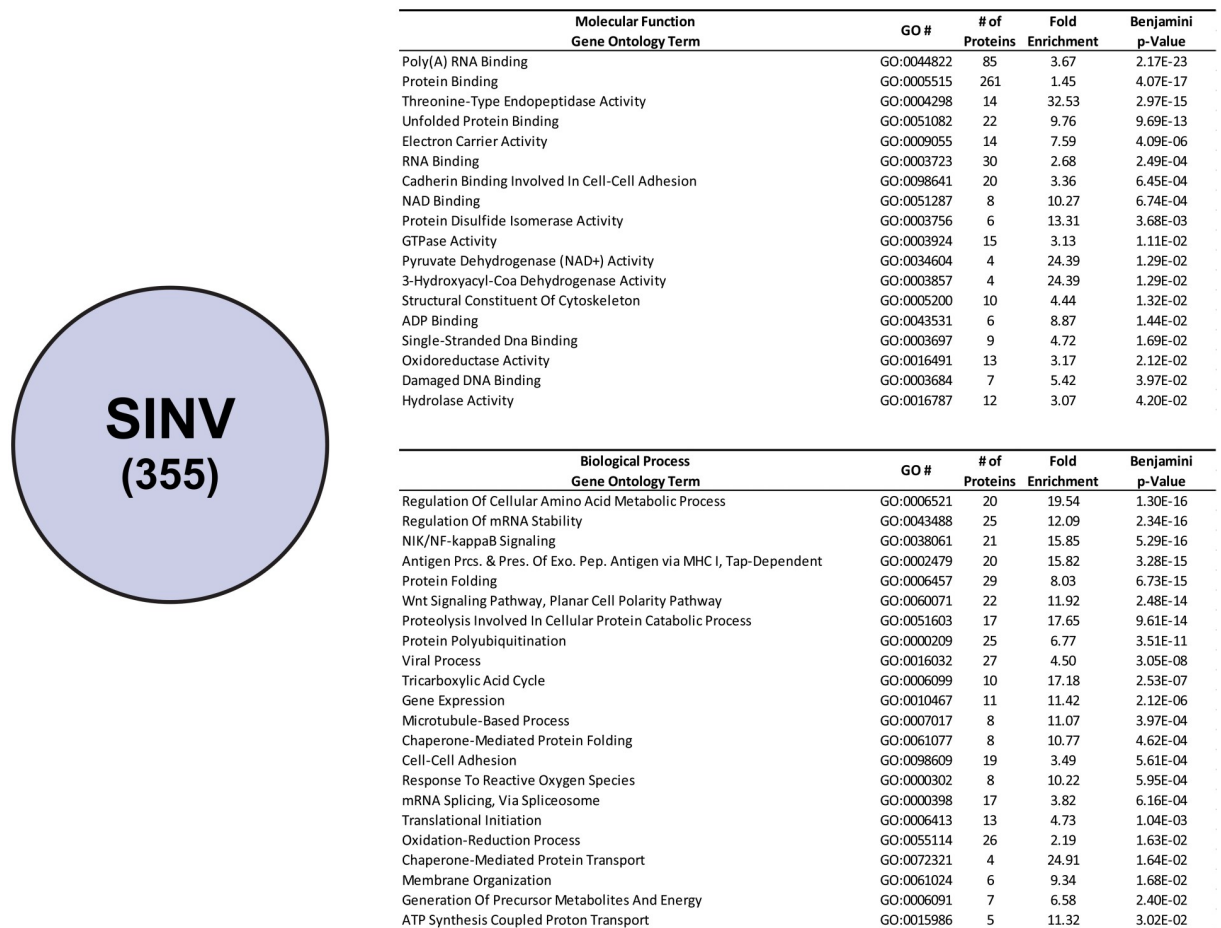 SINV
(355)
Molecular Function # of Fold Benjamini
GO #
Gene Ontology Term Proteins Enrichment p-Value
Poly(A) RNA Binding GO:0044822 85 3.67 2.17E-23
Protein Binding GO:0005515 261 1.45 4.07E-17
Threonine-Type Endopeptidase Activity GO:0004298 14 32.53 2.97E-15
Unfolded Protein Binding GO:0051082 22 9.76 9.69E-13
Electron Carrier Activity GO:0009055 14 7.59 4.09E-06
RNA Binding GO:0003723 30 2.68 2.49E-04
Cadherin Binding Involved In Cell-Cell Adhesion GO:0098641 20 3.36 6.45E-04
NAD Binding GO:0051287 8 10.27 6.74E-04
Protein Disulfide Isomerase Activity GO:0003756 6 13.31 3.68E-03
GTPase Activity GO:0003924 15 3.13 1.11E-02
Pyruvate Dehydrogenase (NAD+) Activity GO:0034604 4 24.39 1.29E-02
3-Hydroxyacyl-Coa Dehydrogenase Activity GO:0003857 4 24.39 1.29E-02
Structural Constituent Of Cytoskeleton GO:0005200 10 4.44 1.32E-02
ADP Binding GO:0043531 6 8.87 1.44E-02
Single-Stranded Dna Binding GO:0003697 9 4.72 1.69E-02
Oxidoreductase Activity GO:0016491 13 3.17 2.12E-02
Damaged DNA Binding GO:0003684 7 5.42 3.97E-02
Hydrolase Activity GO:0016787 12 3.07 4.20E-02
Biological Process # of Fold Benjamini
GO #
Gene Ontology Term Proteins Enrichment p-Value
Regulation Of Cellular Amino Acid Metabolic Process GO:0006521 20 19.54 1.30E-16
Regulation Of mRNA Stability GO:0043488 25 12.09 2.34E-16
NIK/NF-kappaB Signaling GO:0038061 21 15.85 5.29E-16
Antigen Prcs. & Pres. Of Exo. Pep. Antigen via MHC I, Tap-Dependent GO:0002479 20 15.82 3.28E-15
Protein Folding GO:0006457 29 8.03 6.73E-15
Wnt Signaling Pathway, Planar Cell Polarity Pathway GO:0060071 22 11.92 2.48E-14
Proteolysis Involved In Cellular Protein Catabolic Process GO:0051603 17 17.65 9.61E-14
Protein Polyubiquitination GO:0000209 25 6.77 3.51E-11
Viral Process GO:0016032 27 4.50 3.05E-08
Tricarboxylic Acid Cycle GO:0006099 10 17.18 2.53E-07
Gene Expression GO:0010467 11 11.42 2.12E-06
Microtubule-Based Process GO:0007017 8 11.07 3.97E-04
Chaperone-Mediated Protein Folding GO:0061077 8 10.77 4.62E-04
Cell-Cell Adhesion GO:0098609 19 3.49 5.61E-04
Response To Reactive Oxygen Species GO:0000302 8 10.22 5.95E-04
mRNA Splicing, Via Spliceosome GO:0000398 17 3.82 6.16E-04
Translational Initiation GO:0006413 13 4.73 1.04E-03
Oxidation-Reduction Process GO:0055114 26 2.19 1.63E-02
Chaperone-Mediated Protein Transport GO:0072321 4 24.91 1.64E-02
Membrane Organization GO:0061024 6 9.34 1.68E-02
Generation Of Precursor Metabolites And Energy GO:0006091 7 6.58 2.40E-02
ATP Synthesis Coupled Proton Transport GO:0015986 5 11.32 3.02E-02